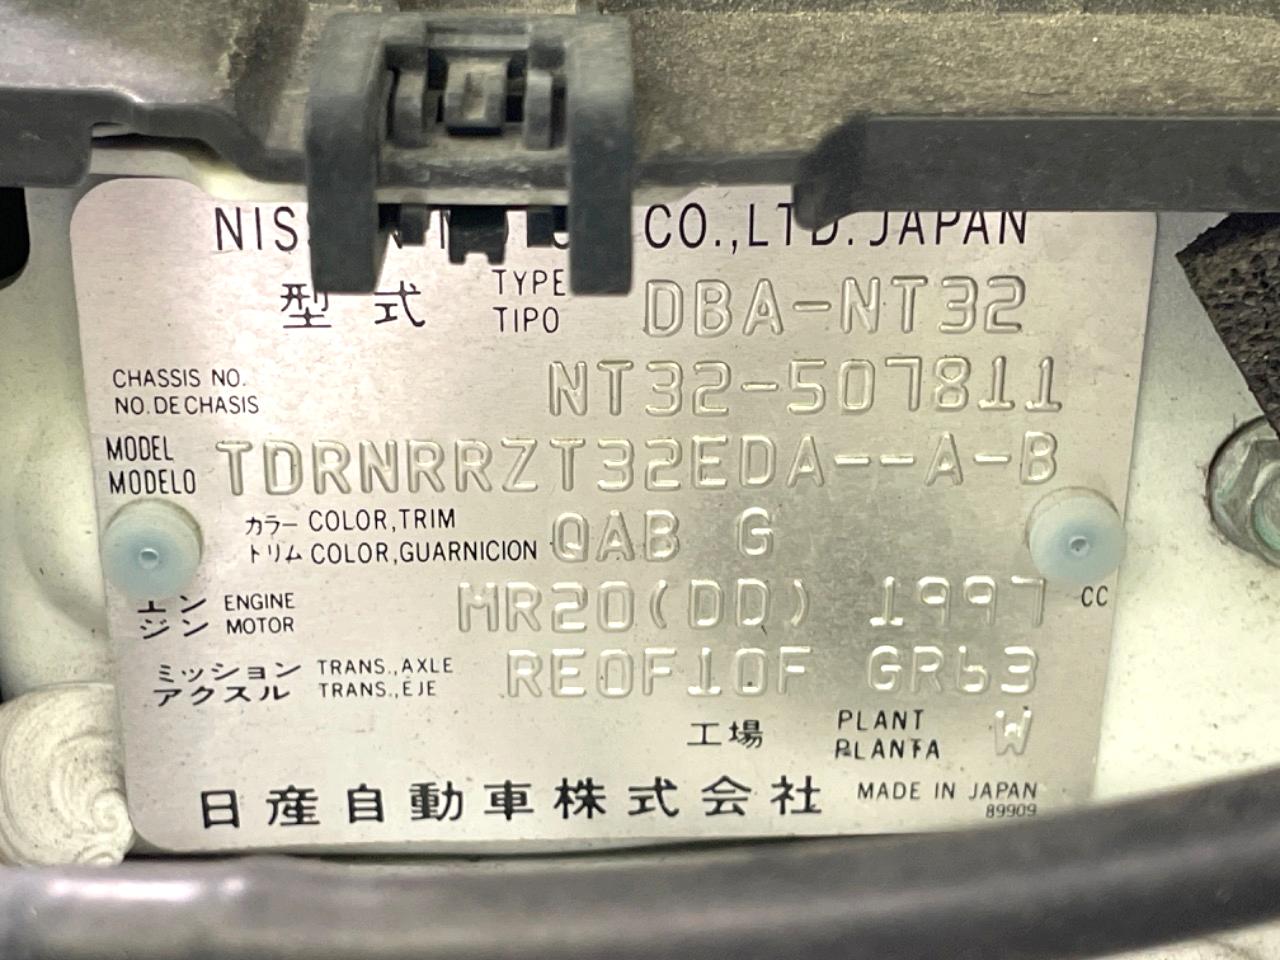 NIS CO.,LTD. JAPAN
型式 TYPE TIPO DBA-NT32
CHASSIS NO. NO. DE CHASIS NT32-507811
MODEL MODELO TDRNRRZT32EDA--A-B
カラー COLOR,TRIM トリム COLOR,GUARNICION QAB G
エンジン ENGINE MOTOR MR20(DD) 1997 CC
ミッション TRANS.,AXLE アクスル TRANS.,EJE RE0F10F GR63
工場 PLANT PLANTA W
日産自動車株式会社 MADE IN JAPAN
89909